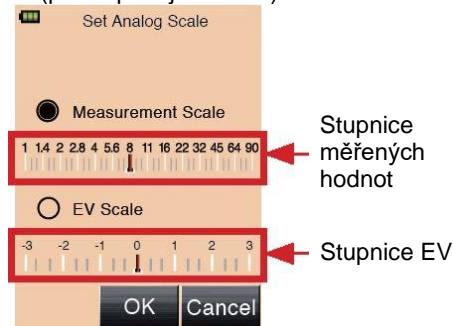 Set Analog Scale
Measurement Scale
1 1.4 2 2.8 4 5.6 8 11 16 22 32 45 64 90
Stupnice
měřených
hodnot
EV Scale
-3 -2 -1 0 1 2 3
Stupnice EV
OK Cancel